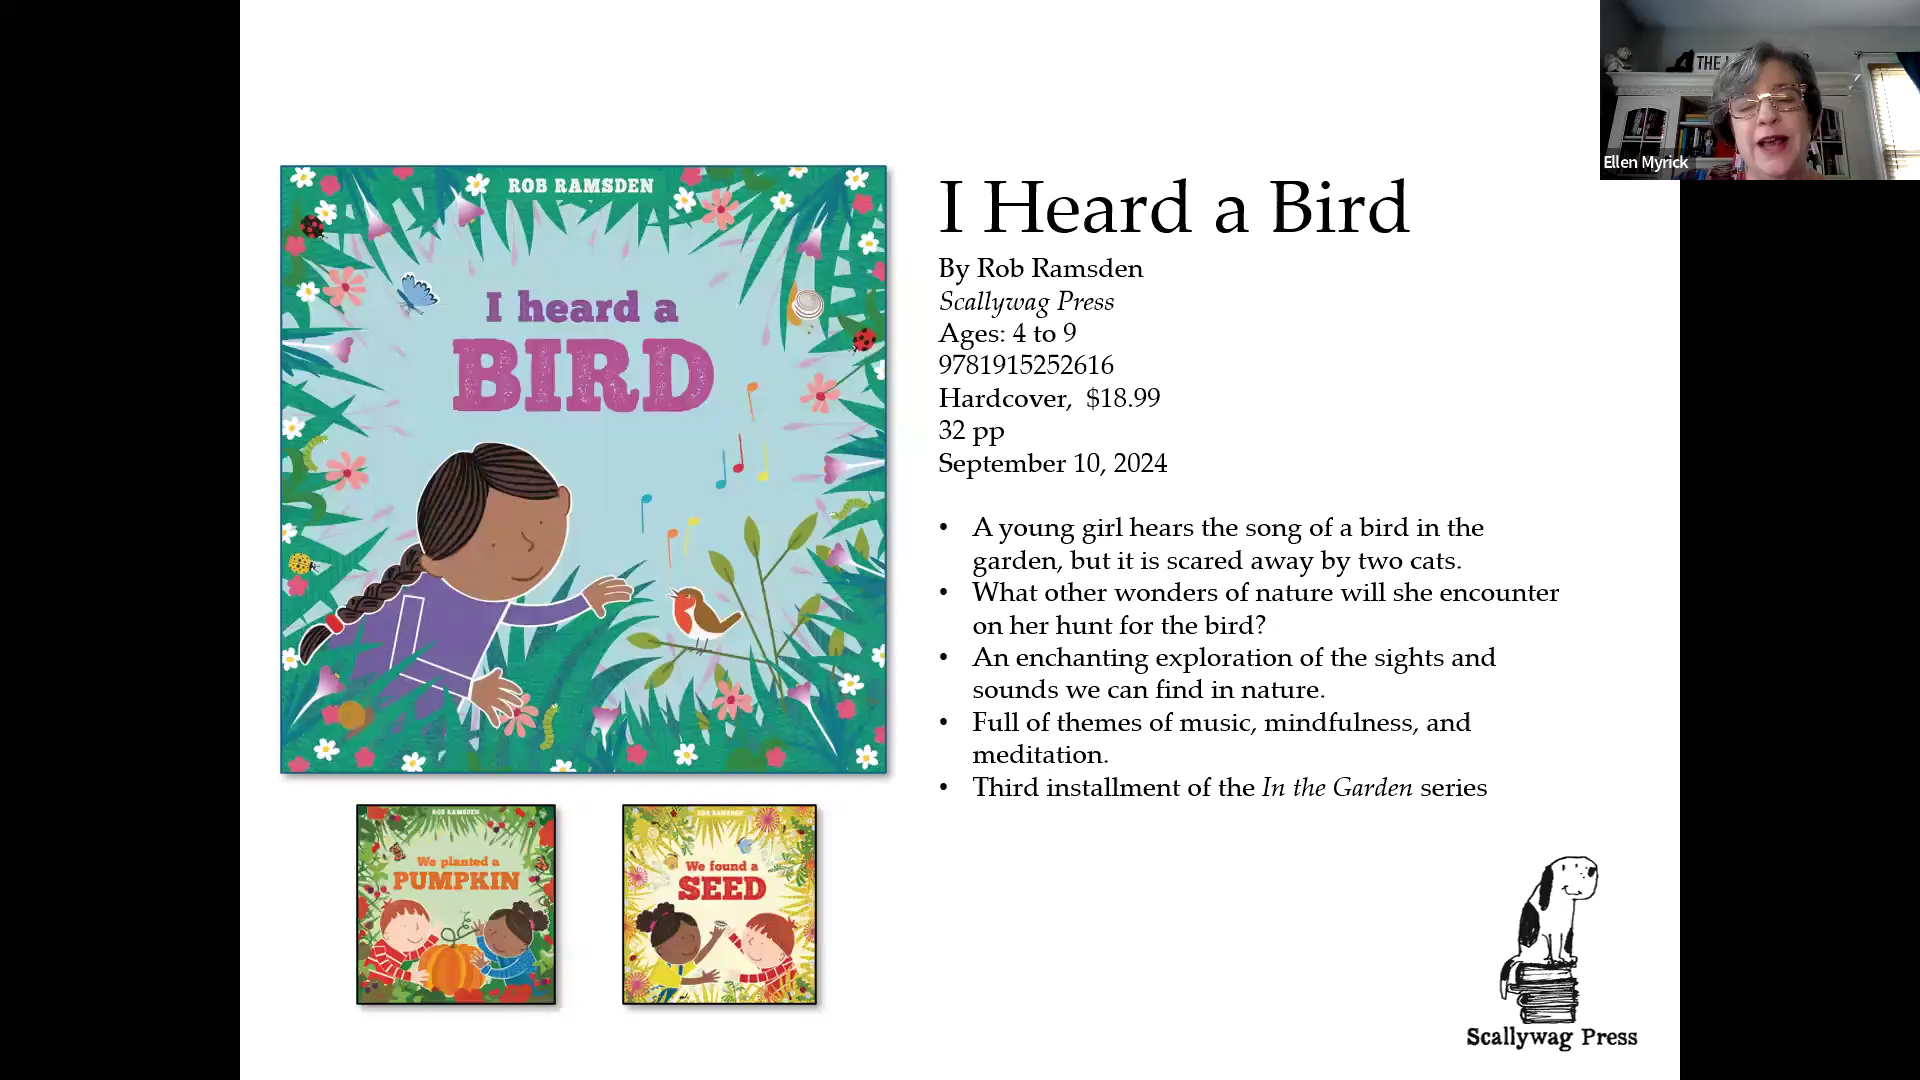 THE
Ellen Myrick
ROB RAMSDEN
I heard a
BIRD
I Heard a Bird
By Rob Ramsden
Scallywag Press
Ages: 4 to 9
9781915252616
Hardcover,  $18.99
32 pp
September 10, 2024
• A young girl hears the song of a bird in the
garden, but it is scared away by two cats.
• What other wonders of nature will she encounter
on her hunt for the bird?
• An enchanting exploration of the sights and
sounds we can find in nature.
• Full of themes of music, mindfulness, and
meditation.
• Third installment of the In the Garden series
ROB RAMSDEN
We planted a
PUMPKIN
ROB RAMSDEN
We found a
SEED
Scallywag Press